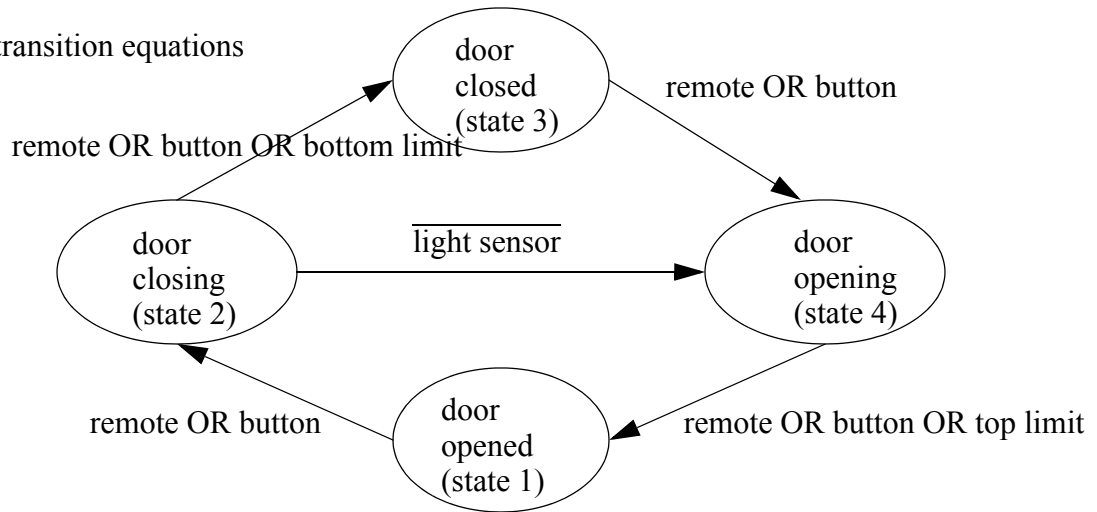 transition equations
door
closed
(state 3)
remote OR button
remote OR button OR bottom limit
light sensor
door
closing
(state 2)
door
opening
(state 4)
remote OR button
door
opened
(state 1)
remote OR button OR top limit